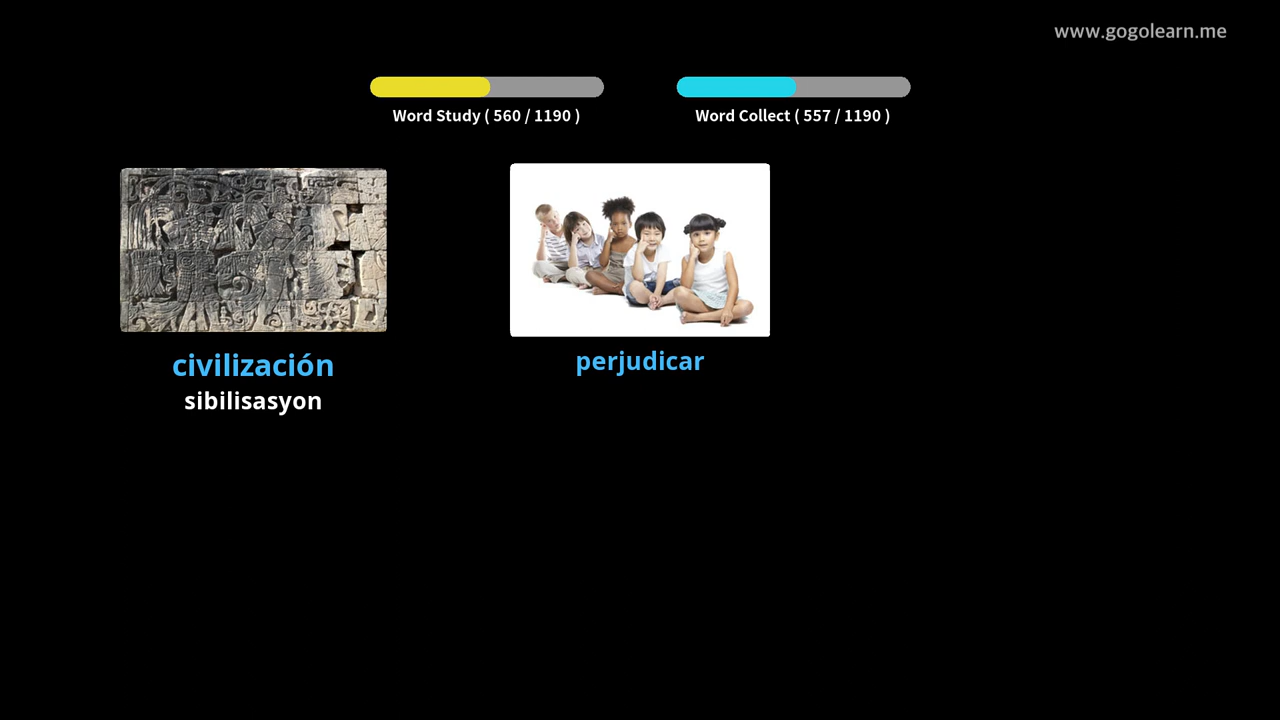 www.gogolearn.me
Word Study ( 560 / 1190 )
Word Collect ( 557 / 1190 )
civilización
sibilisasyon
perjudicar